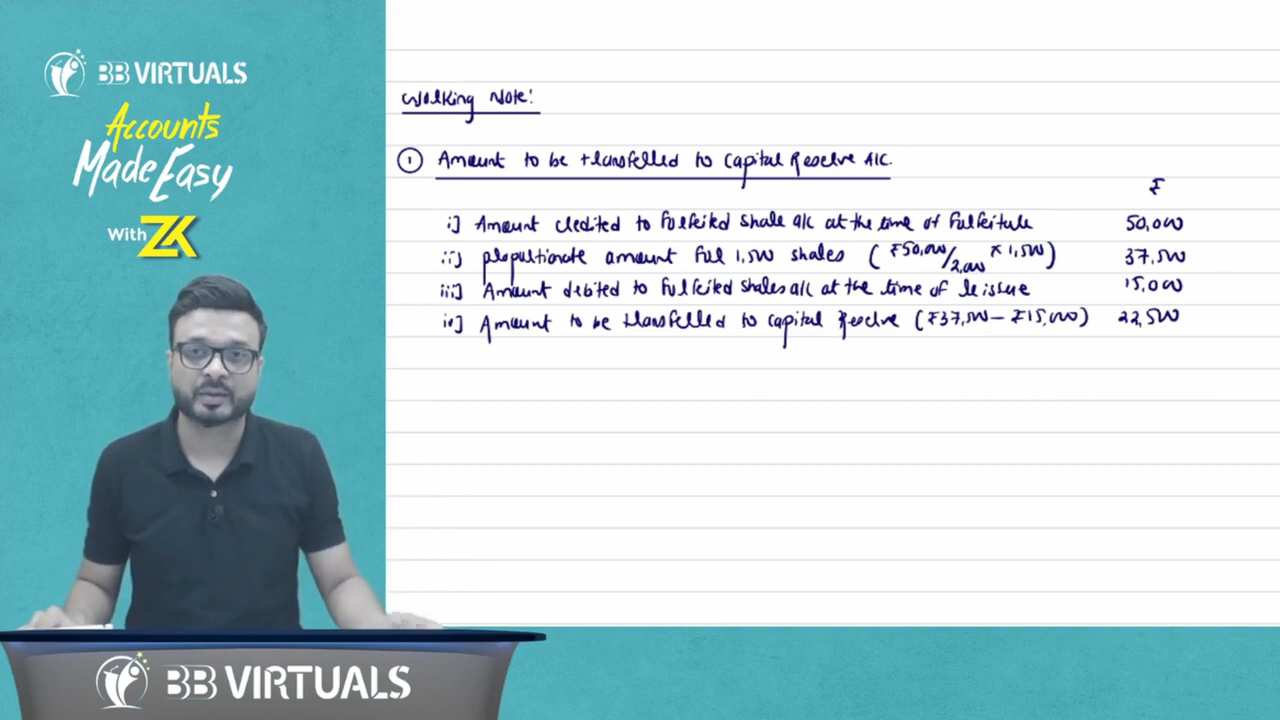 BB VIRTUALS
Accounts
Made Easy
With ZK
Working Note:
1 Amount to be transferred to Capital Reserve A/c.
₹
i] Amount credited to forfeited share a/c at the time of forfeiture 50,000
ii] proportionate amount for 1,500 shares (₹50,000/2,000 × 1,500) 37,500
iii] Amount debited to forfeited shares a/c at the time of reissue 15,000
iv] Amount to be transferred to capital Reserve (₹37,500 – ₹15,000) 22,500
BB VIRTUALS